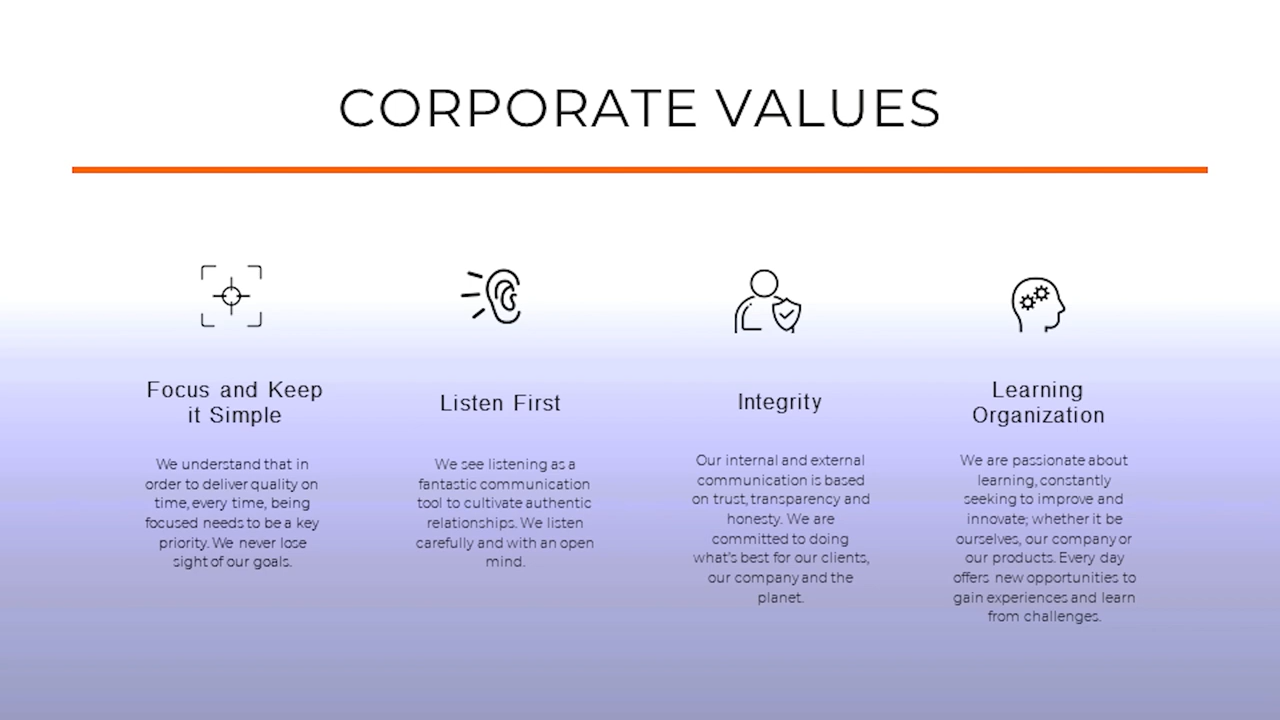 CORPORATE VALUES
Focus and Keep
it Simple
We understand that in
order to deliver quality on
time, every time, being
focused needs to be a key
priority. We never lose
sight of our goals.
Listen First
We see listening as a
fantastic communication
tool to cultivate authentic
relationships. We listen
carefully and with an open
mind.
Integrity
Our internal and external
communication is based
on trust, transparency and
honesty. We are
committed to doing
what's best for our clients,
our company and the
planet.
Learning
Organization
We are passionate about
learning, constantly
seeking to improve and
innovate; whether it be
ourselves, our company or
our products. Every day
offers new opportunities to
gain experiences and learn
from challenges.